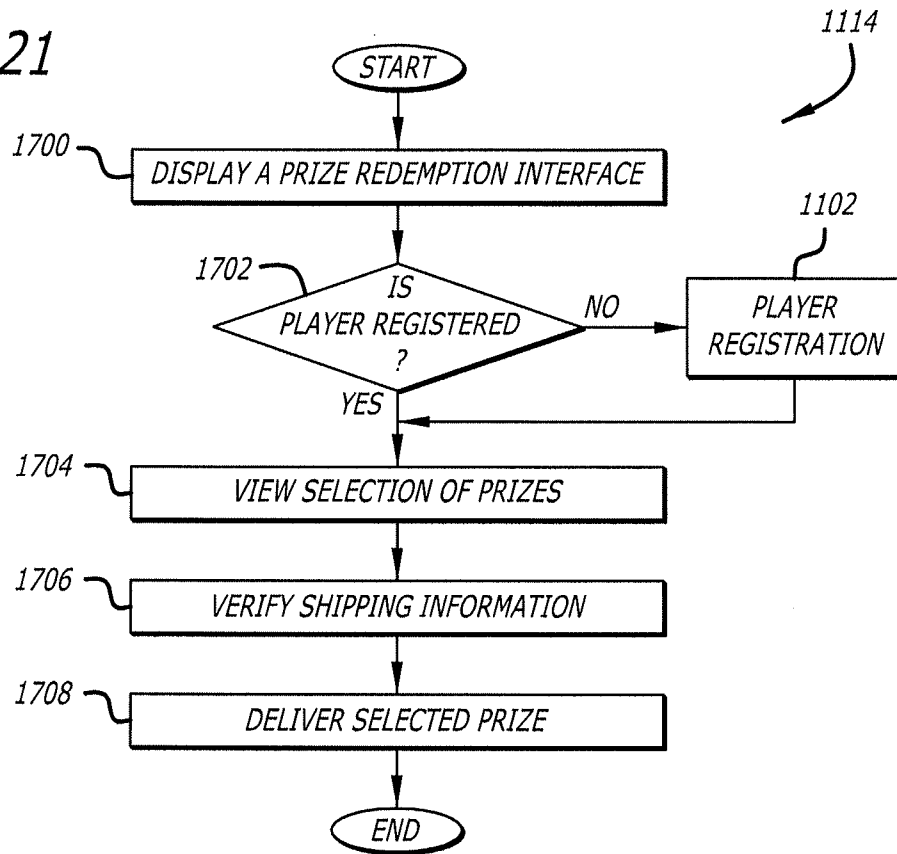 21
1114
START
1700
DISPLAY A PRIZE REDEMPTION INTERFACE
1102
1702
IS
PLAYER REGISTERED
?
NO
PLAYER
REGISTRATION
YES
1704
VIEW SELECTION OF PRIZES
1706
VERIFY SHIPPING INFORMATION
1708
DELIVER SELECTED PRIZE
END